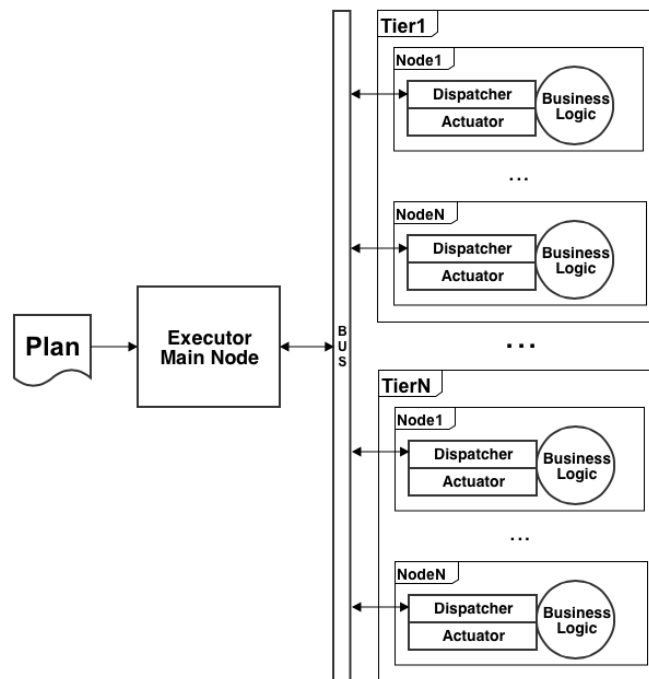 Tier1
Node1
Dispatcher
Actuator
Business
Logic
...
NodeN
Dispatcher
Actuator
Business
Logic
Plan
Executor
Main Node
B
U
S
...
TierN
Node1
Dispatcher
Actuator
Business
Logic
...
NodeN
Dispatcher
Actuator
Business
Logic